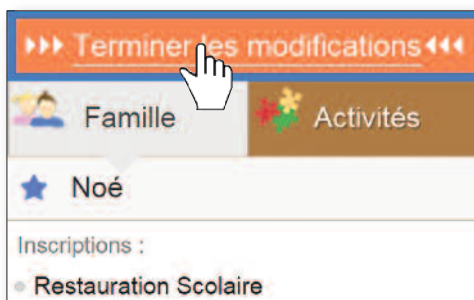 Terminer les modifications
Famille
Activités
Noé
Inscriptions :
Restauration Scolaire